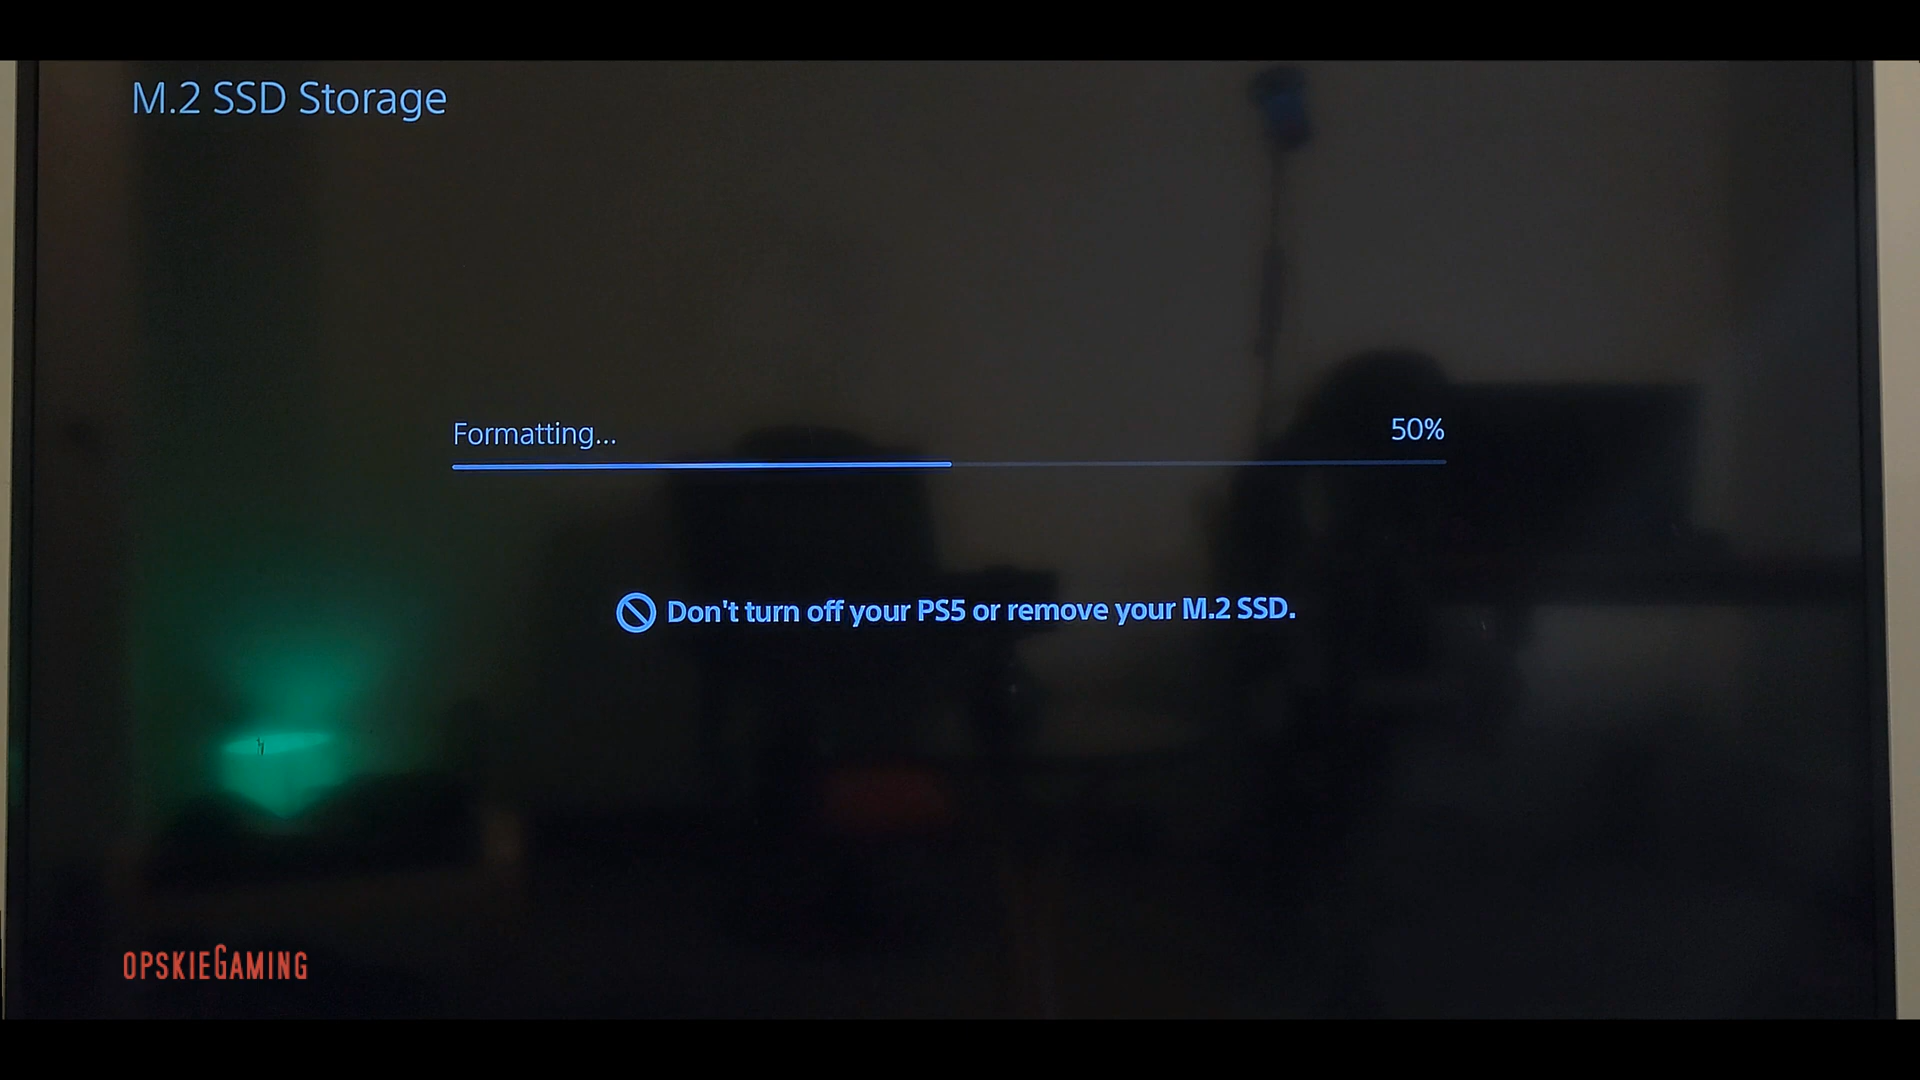 M.2 SSD Storage
Formatting...
50%
Don't turn off your PS5 or remove your M.2 SSD.
OPSKIEGAMING